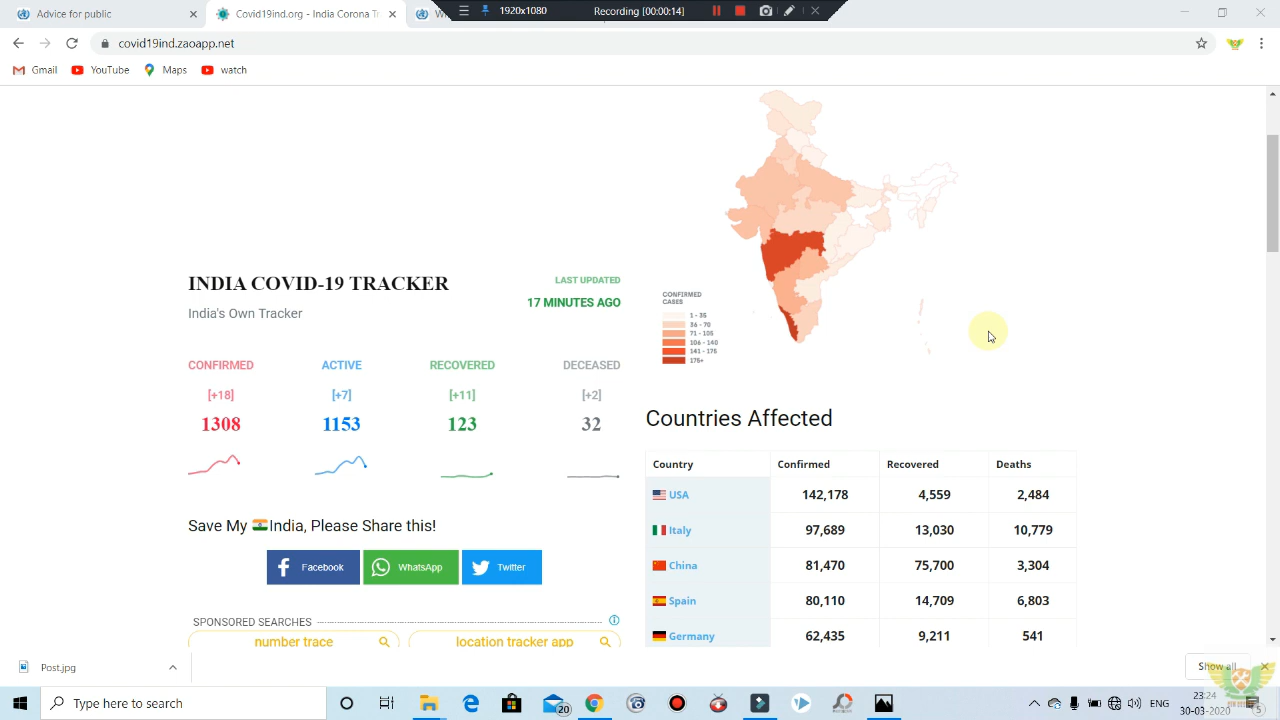 Advice for public
Covid19ind.org - India Corona Tr
1920x1080
Recording [00:00:14]
covid19ind.zaoapp.net
Gmail
YouTube
Maps
watch
INDIA COVID-19 TRACKER
India's Own Tracker
LAST UPDATED
17 MINUTES AGO
CONFIRMED ACTIVE RECOVERED DECEASED
[+18] [+7] [+11] [+2]
1308 1153 123 32
Save My India, Please Share this!
Facebook WhatsApp Twitter
SPONSORED SEARCHES
number trace
location tracker app
CONFIRMED
CASES
1 - 35
36 - 70
71 - 105
106 - 140
141 - 175
175+
Countries Affected
Country Confirmed Recovered Deaths
USA 142,178 4,559 2,484
Italy 97,689 13,030 10,779
China 81,470 75,700 3,304
Spain 80,110 14,709 6,803
Germany 62,435 9,211 541
Post.jpg
Show all
Type here to search
20
ENG
23:24
30-03-2020
5